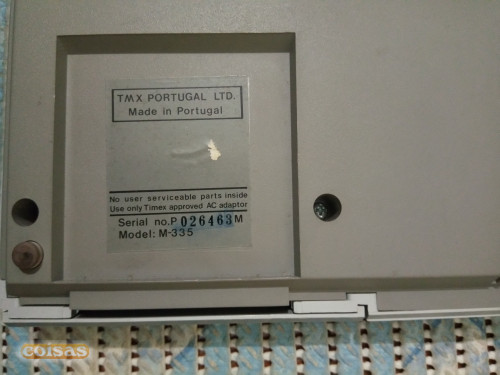 TMX PORTUGAL LTD.
Made in Portugal
No user serviceable parts inside
Use only Timex approved AC adaptor
Serial no.P 026463 M
Model: M-335
COISAS